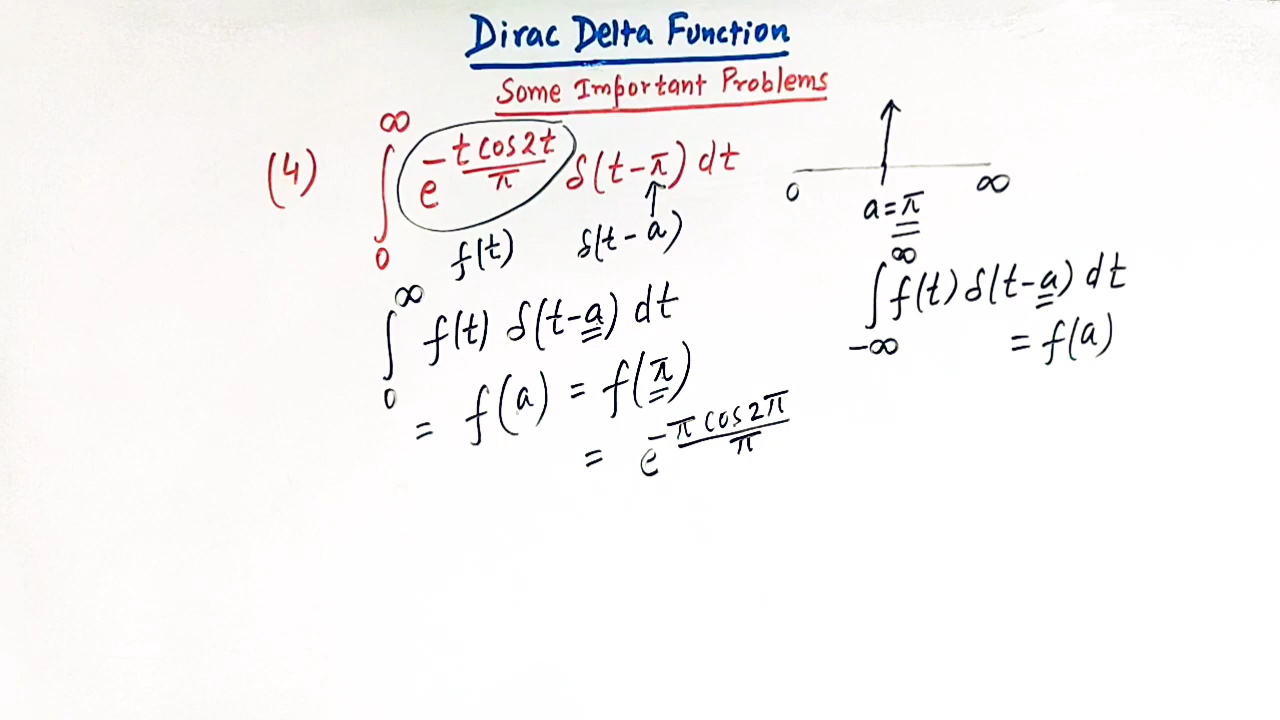 Dirac Delta Function
Some Important Problems
(4) ∫₀^∞ e^(-t cos2t/π) δ(t-π) dt
f(t) δ(t-a)
0 a=π ∞
∫₀^∞ f(t) δ(t-a) dt
= f(a) = f(π)
= e^(-π cos2π/π)
∫_-∞^∞ f(t) δ(t-a) dt
= f(a)